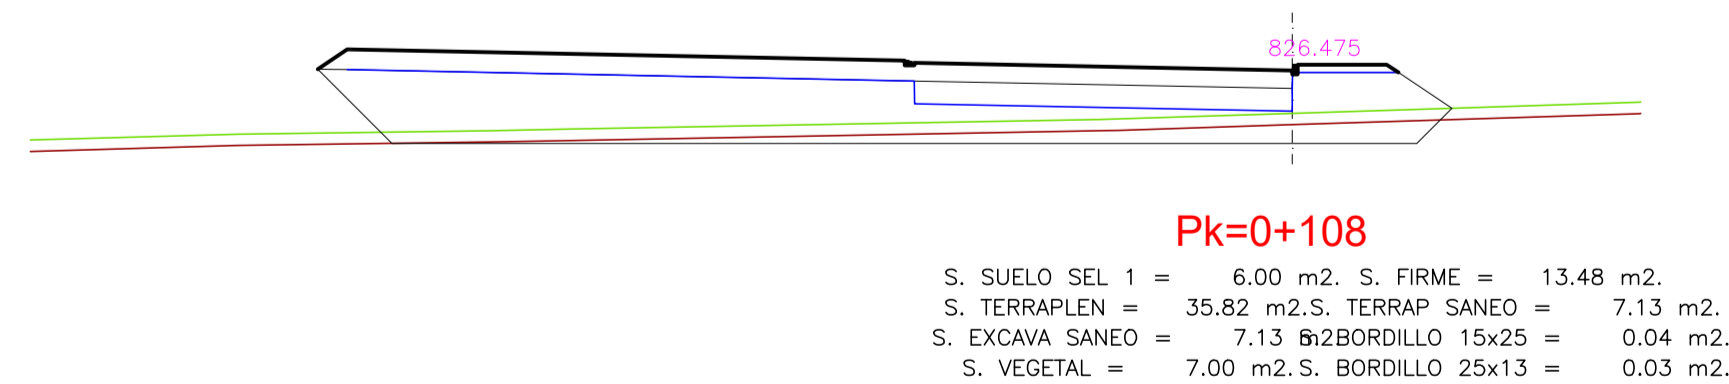 826.475
Pk=0+108
S. SUELO SEL 1 = 6.00 m2. S. FIRME = 13.48 m2.
S. TERRAPLEN = 35.82 m2. S. TERRAP SANEO = 7.13 m2.
S. EXCAVA SANEO = 7.13 m2. S. BORDILLO 15x25 = 0.04 m2.
S. VEGETAL = 7.00 m2. S. BORDILLO 25x13 = 0.03 m2.